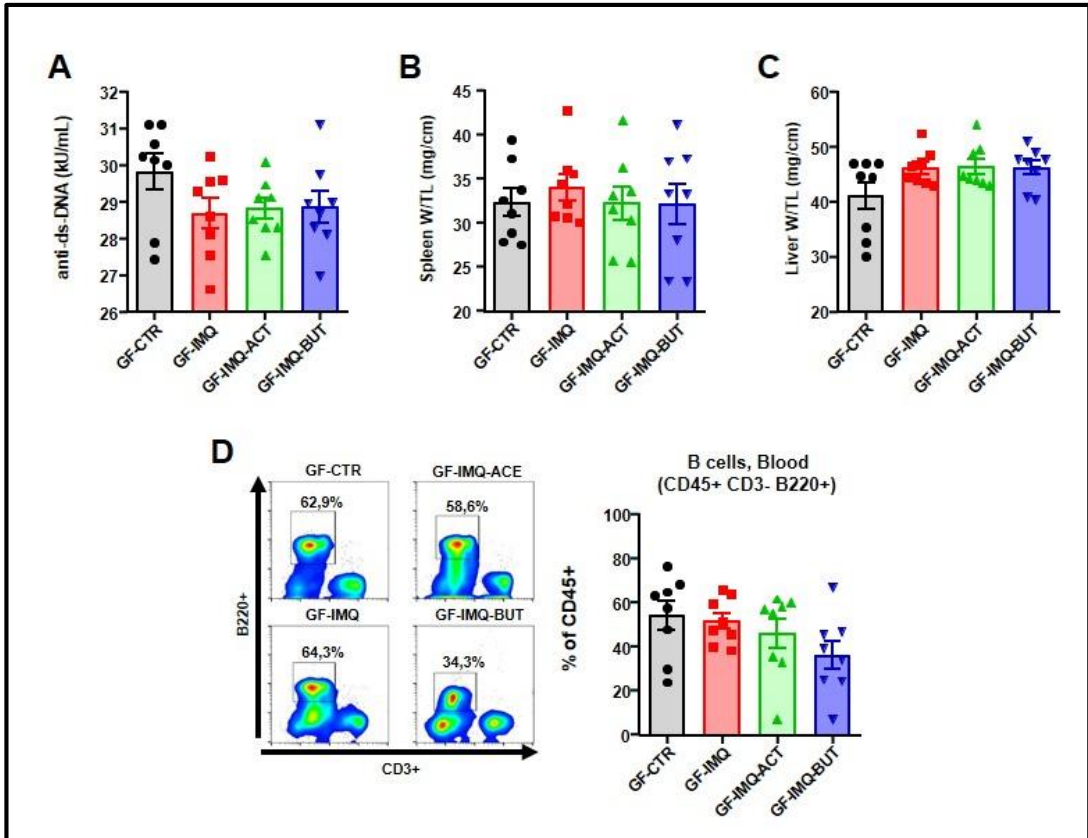 A
anti-ds-DNA (kU/mL)
32
31
30
29
28
27
26
GF-CTR
GF-IMQ
GF-IMQ-ACT
GF-IMQ-BUT
B
Spleen W/TL (mg/cm)
45
40
35
30
25
20
GF-CTR
GF-IMQ
GF-IMQ-ACT
GF-IMQ-BUT
C
Liver W/TL (mg/cm)
60
50
40
30
20
GF-CTR
GF-IMQ
GF-IMQ-ACT
GF-IMQ-BUT
D
GF-CTR
62,9%
GF-IMQ-ACE
58,6%
GF-IMQ
64,3%
GF-IMQ-BUT
34,3%
B220+
CD3+
B cells, Blood
(CD45+ CD3- B220+)
% of CD45+
100
80
60
40
20
0
GF-CTR
GF-IMQ
GF-IMQ-ACT
GF-IMQ-BUT